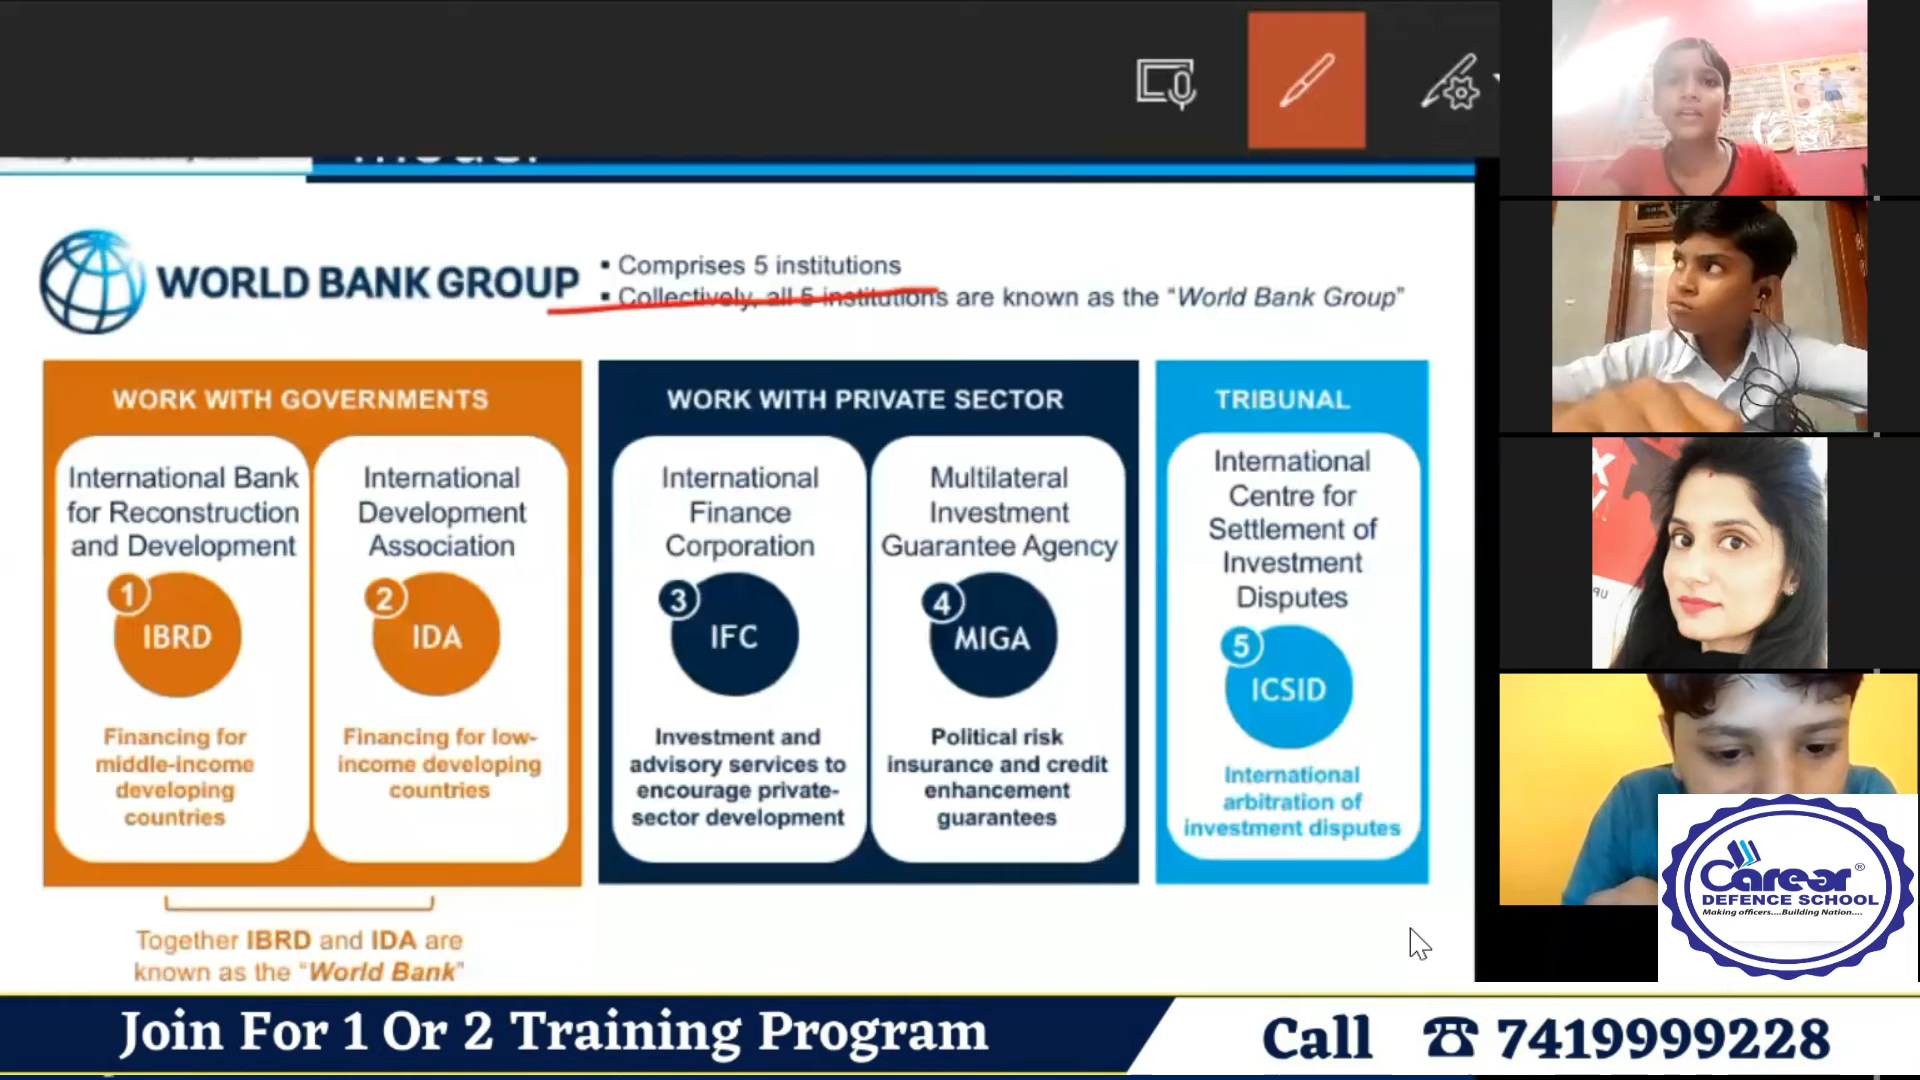 WORLD BANK GROUP
▪ Comprises 5 institutions
▪ Collectively, all 5 institutions are known as the “World Bank Group”
WORK WITH GOVERNMENTS
International Bank
for Reconstruction
and Development
1
IBRD
Financing for
middle-income
developing
countries
International
Development
Association
2
IDA
Financing for low-
income developing
countries
Together IBRD and IDA are
known as the “World Bank”
WORK WITH PRIVATE SECTOR
International
Finance
Corporation
3
IFC
Investment and
advisory services to
encourage private-
sector development
Multilateral
Investment
Guarantee Agency
4
MIGA
Political risk
insurance and credit
enhancement
guarantees
TRIBUNAL
International
Centre for
Settlement of
Investment
Disputes
5
ICSID
International
arbitration of
investment disputes
Carear®
DEFENCE SCHOOL
Making officers....Building Nation....
Join For 1 Or 2 Training Program
Call ☎ 7419999228